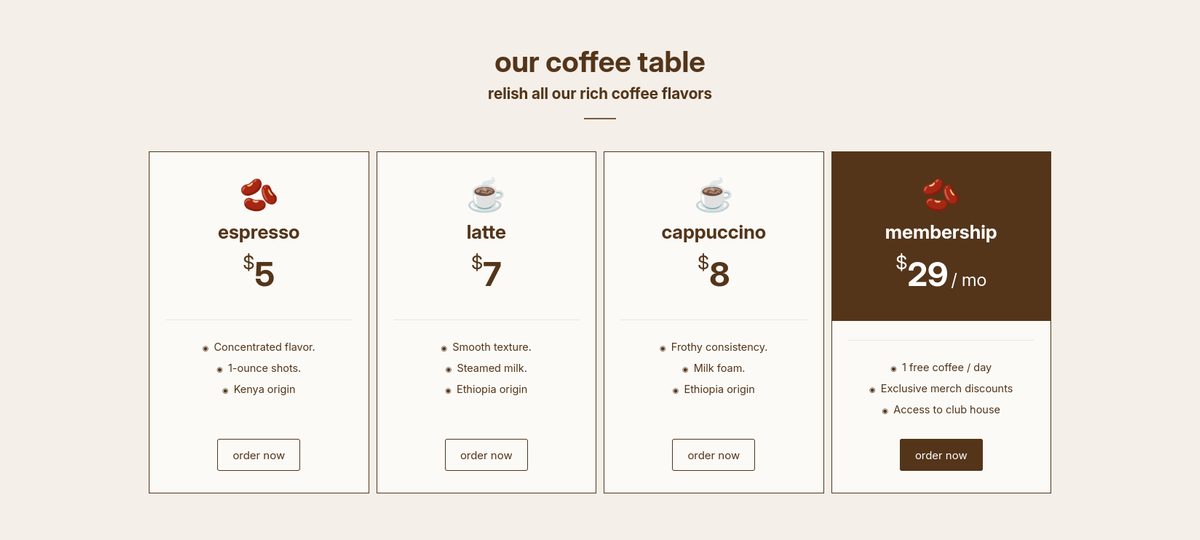 our coffee table
relish all our rich coffee flavors
espresso
$5
◉ Concentrated flavor.
◉ 1-ounce shots.
◉ Kenya origin
order now
latte
$7
◉ Smooth texture.
◉ Steamed milk.
◉ Ethiopia origin
order now
cappuccino
$8
◉ Frothy consistency.
◉ Milk foam.
◉ Ethiopia origin
order now
membership
$29 / mo
◉ 1 free coffee / day
◉ Exclusive merch discounts
◉ Access to club house
order now